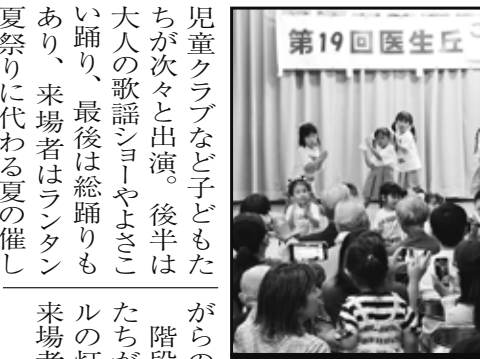 第19回医生丘
児童クラブなど子どもた
ちが次々と出演。後半は
大人の歌謡ショーやよさこ
い踊り、最後は総踊りも
あり、来場者はランタン
夏祭りに代わる夏の催し
がらの
階段
たちが
ルの灯
来場者